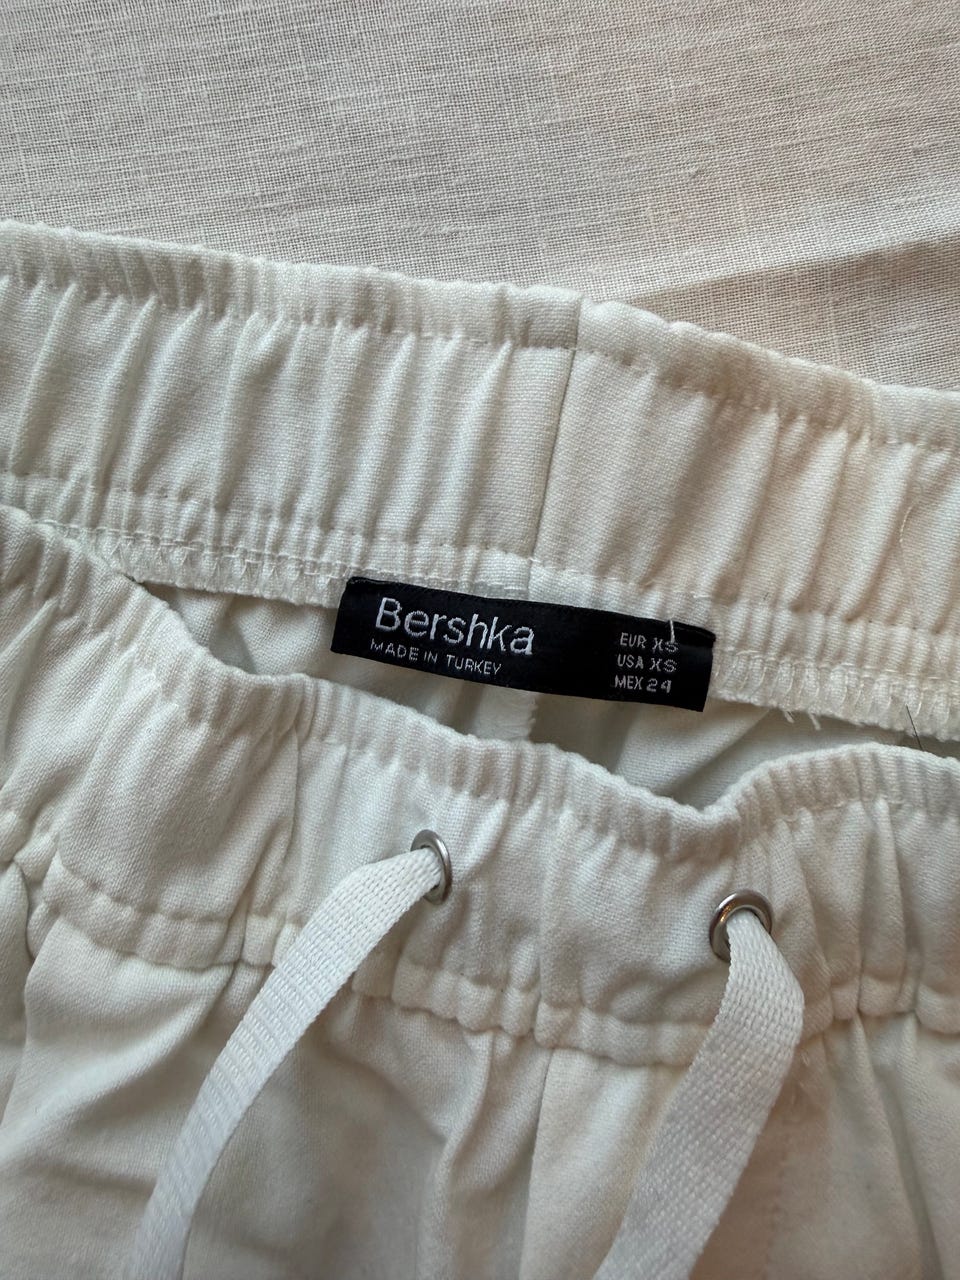 Bershka
MADE IN TURKEY
EUR XS
USA XS
MEX 24